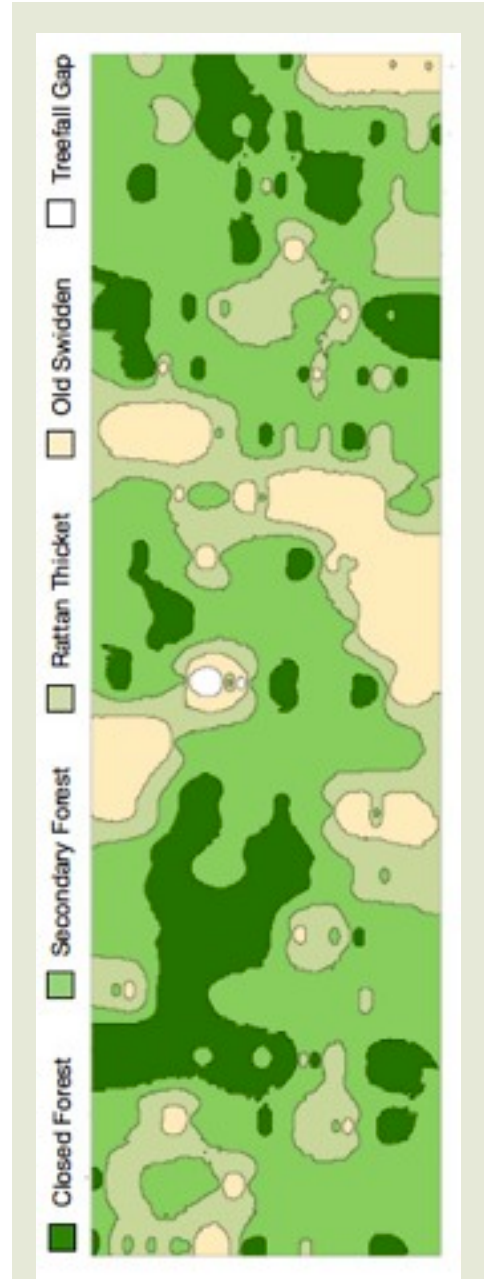 Closed Forest
Secondary Forest
Rattan Thicket
Old Swidden
Treefall Gap